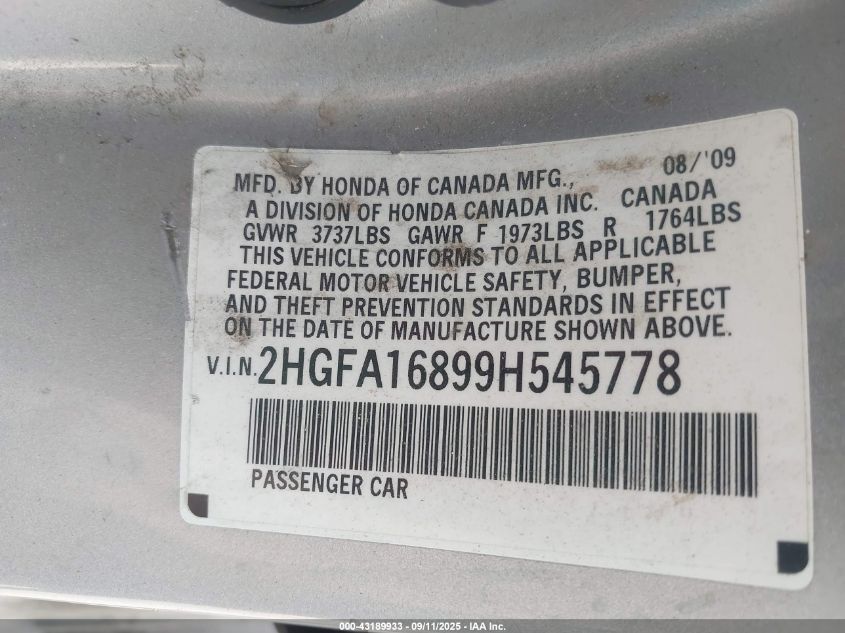 08/'09
MFD. BY HONDA OF CANADA MFG.,
A DIVISION OF HONDA CANADA INC. CANADA
GVWR 3737LBS GAWR F 1973LBS R 1764LBS
THIS VEHICLE CONFORMS TO ALL APPLICABLE
FEDERAL MOTOR VEHICLE SAFETY, BUMPER,
AND THEFT PREVENTION STANDARDS IN EFFECT
ON THE DATE OF MANUFACTURE SHOWN ABOVE.
V.I.N. 2HGFA16899H545778
PASSENGER CAR
000-43189933 - 09/11/2025 - IAA Inc.